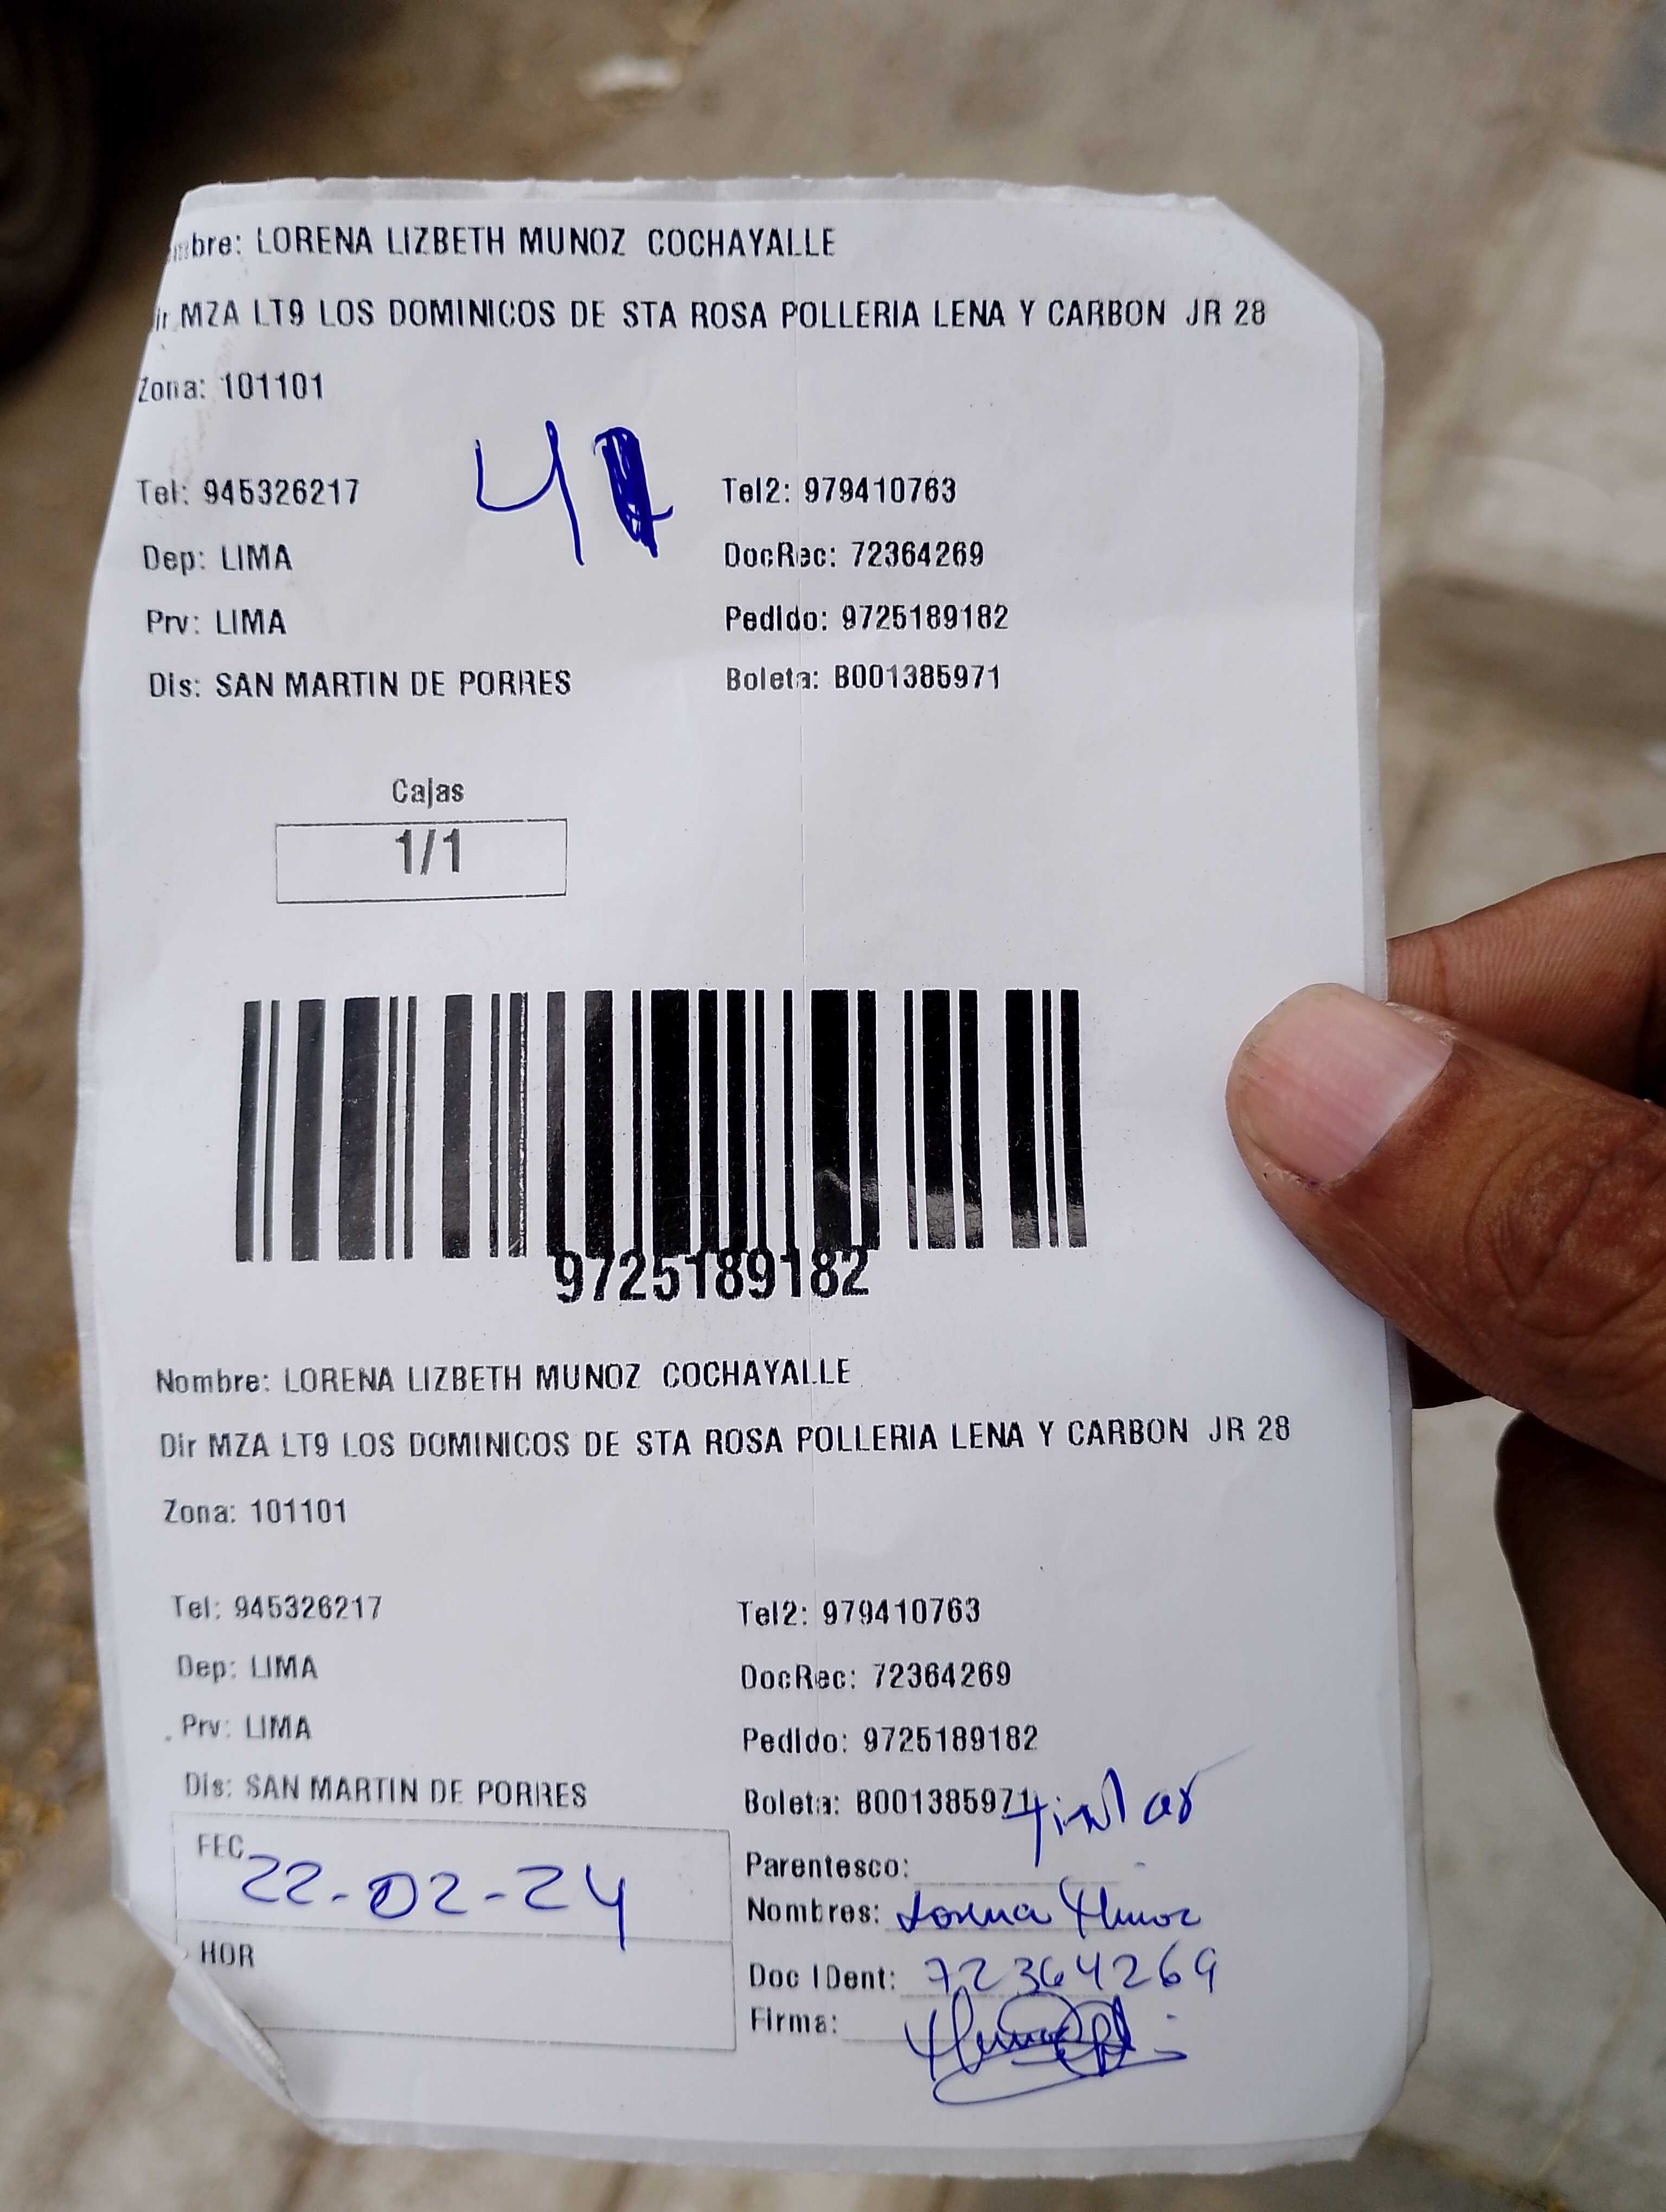 mbre: LORENA LIZBETH MUNOZ COCHAYALLE
ir MZA LT9 LOS DOMINICOS DE STA ROSA POLLERIA LENA Y CARBON JR 28
Zona: 101101
4
Tel: 945326217 Tel2: 979410763
Dep: LIMA DocRec: 72364269
Prv: LIMA Pedido: 9725189182
Dis: SAN MARTIN DE PORRES Boleta: B001385971
Cajas
1/1
9725189182
Nombre: LORENA LIZBETH MUNOZ COCHAYALLE
Dir MZA LT9 LOS DOMINICOS DE STA ROSA POLLERIA LENA Y CARBON JR 28
Zona: 101101
Tel: 945326217 Tel2: 979410763
Dep: LIMA DocRec: 72364269
Prv: LIMA Pedido: 9725189182
Dis: SAN MARTIN DE PORRES Boleta: B001385971
FEC 22-02-24 Parentesco:
Nombres: Lorena Munoz
HOR Doc IDent: 72364269
Firma: